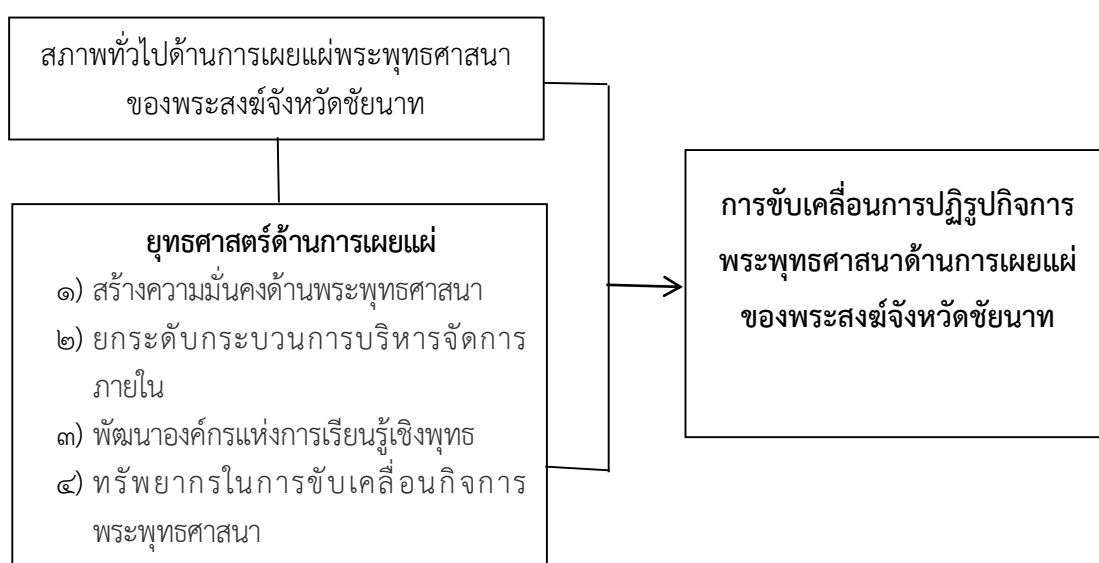 สภาพทั่วไปด้านการเผยแผ่พระพุทธศาสนา
ของพระสงฆ์จังหวัดชัยนาท
ยุทธศาสตร์ด้านการเผยแผ่
๑) สร้างความมั่นคงด้านพระพุทธศาสนา
๒) ยกระดับกระบวนการบริหารจัดการ
ภายใน
๓) พัฒนาองค์กรแห่งการเรียนรู้เชิงพุทธ
๔) ทรัพยากรในการขับเคลื่อนกิจการ
พระพุทธศาสนา
การขับเคลื่อนการปฏิรูปกิจการ
พระพุทธศาสนาด้านการเผยแผ่
ของพระสงฆ์จังหวัดชัยนาท